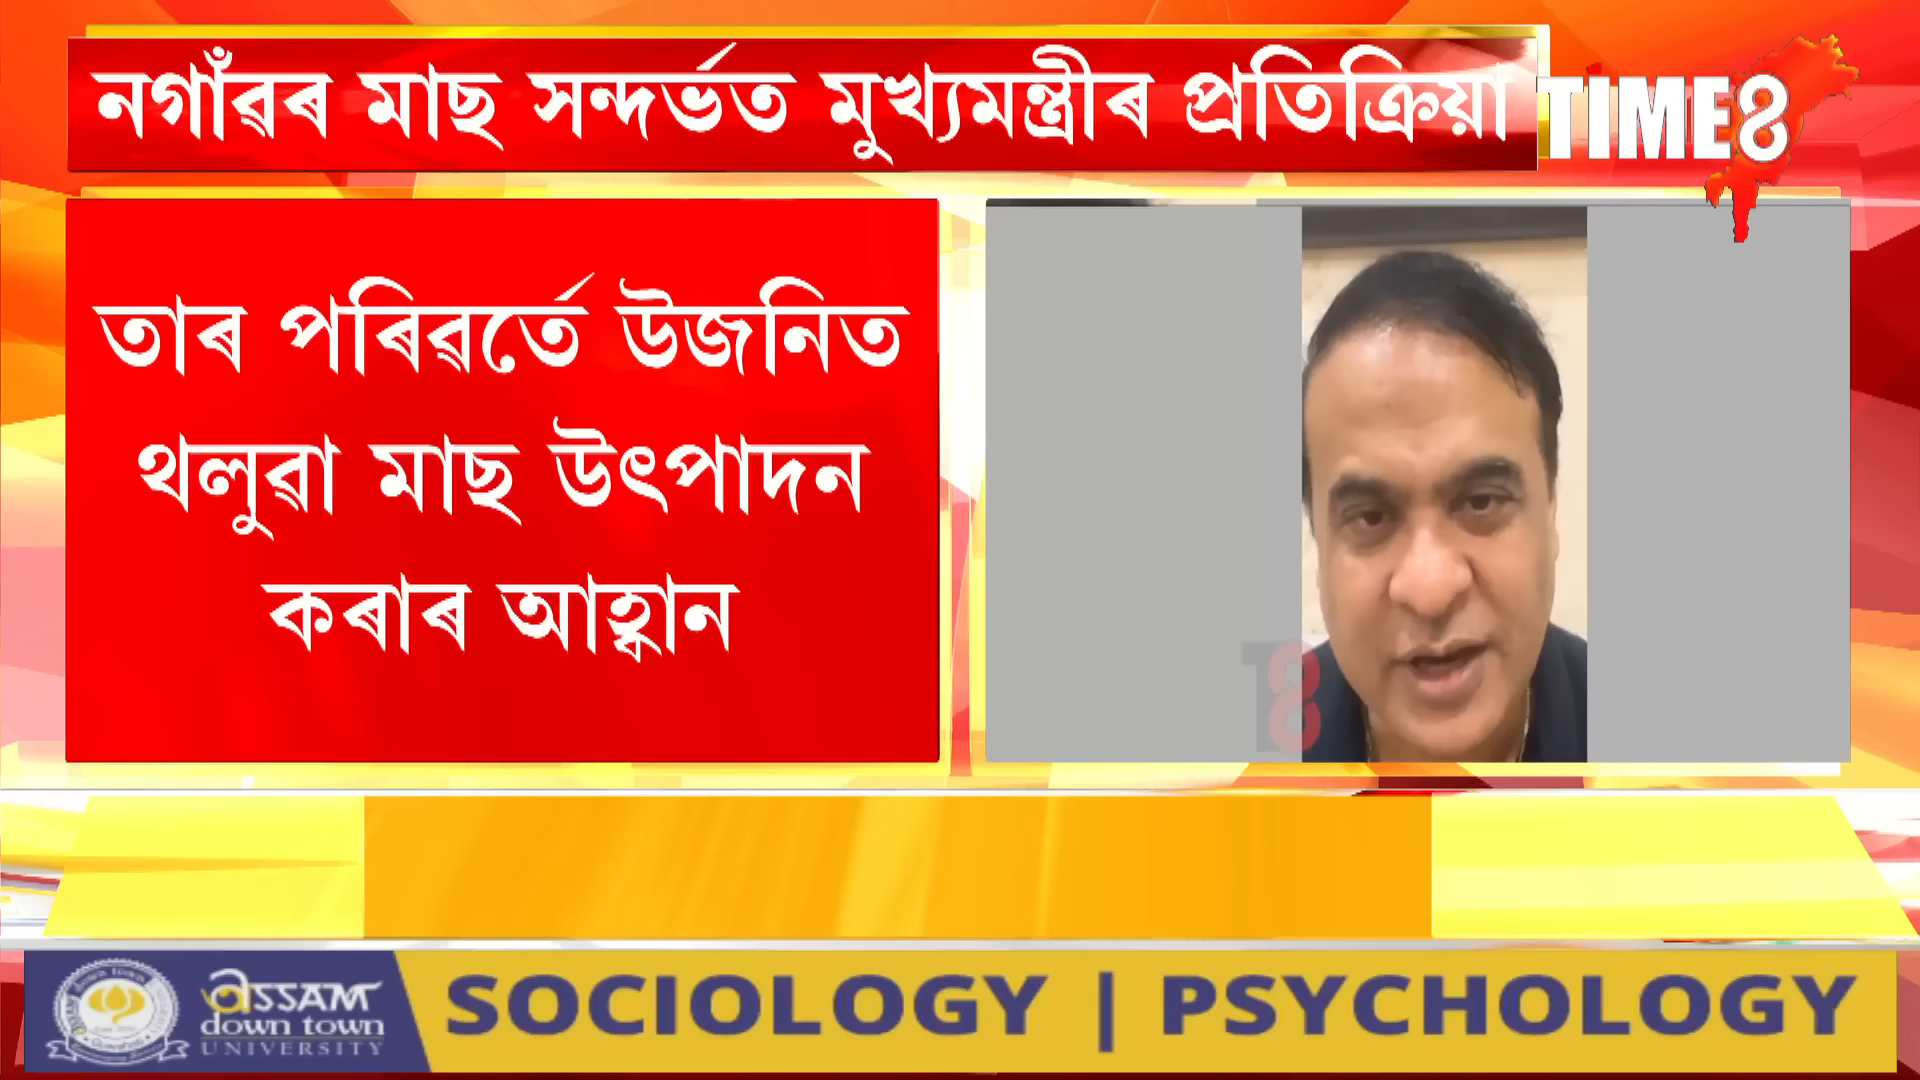 নগাঁৱৰ মাছ সন্দৰ্ভত মুখ্যমন্ত্ৰীৰ প্ৰতিক্ৰিয়া
TIME8
তাৰ পৰিৱৰ্তে উজনিত
থলুৱা মাছ উৎপাদন
কৰাৰ আহ্বান
T8
ASSAM
down town
UNIVERSITY
SOCIOLOGY | PSYCHOLOGY